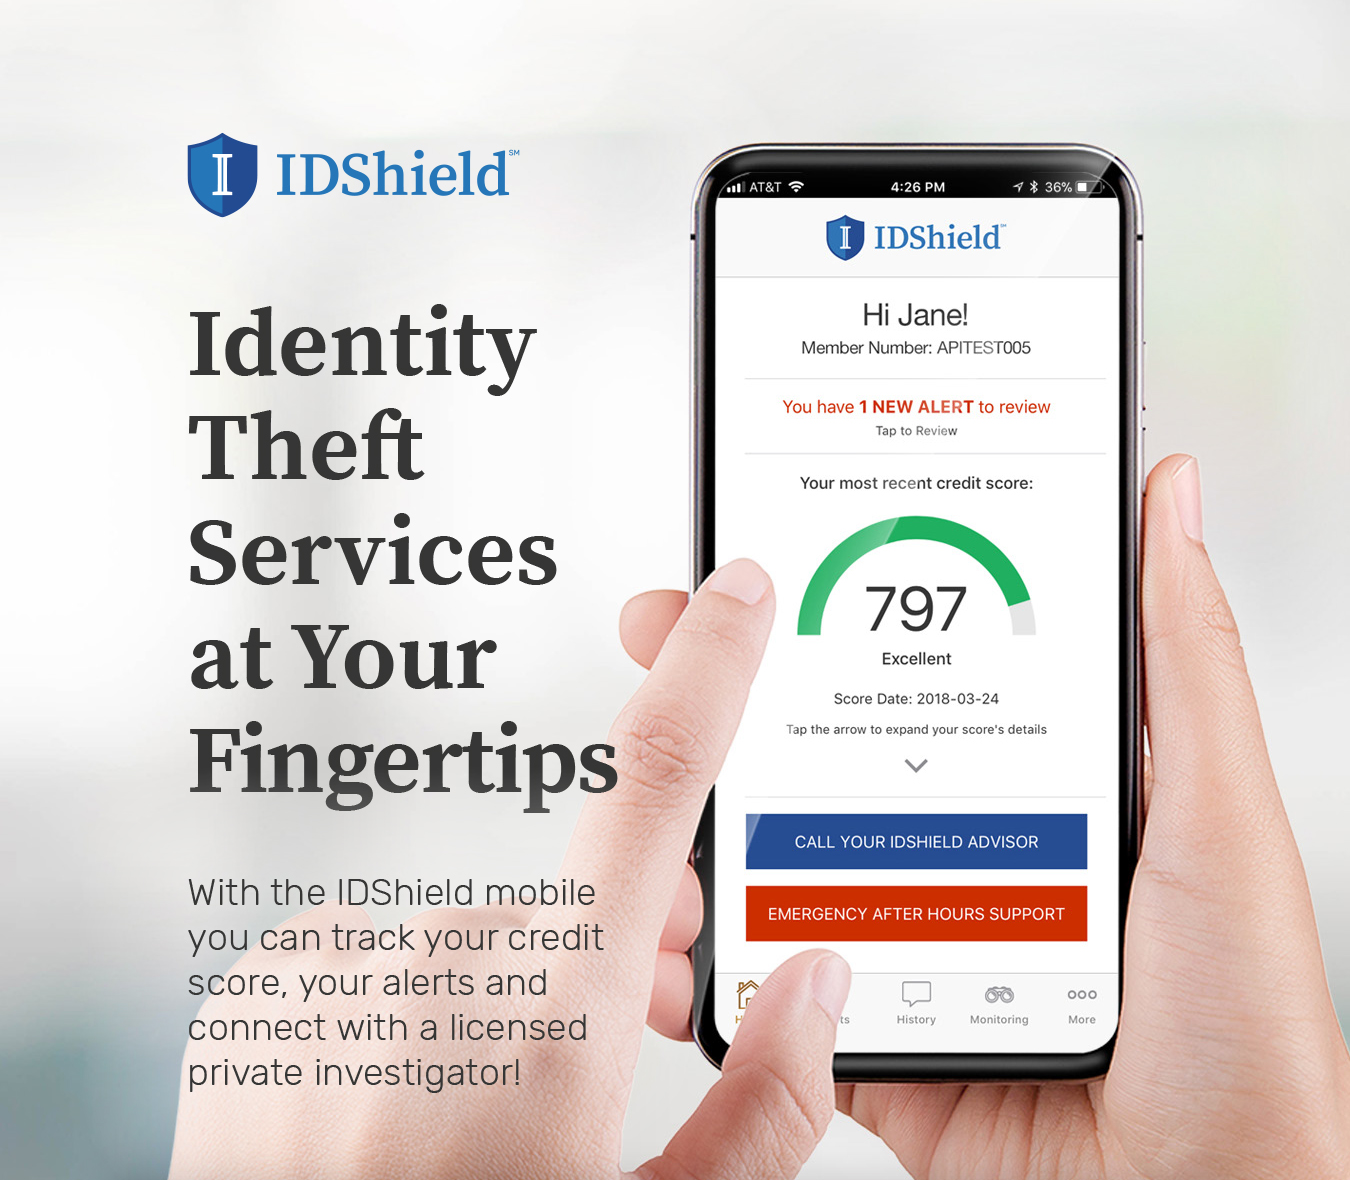 IDShield℠
Identity
Theft
Services
at Your
Fingertips
With the IDShield mobile
you can track your credit
score, your alerts and
connect with a licensed
private investigator!
AT&T 4:26 PM 36%
IDShield℠
Hi Jane!
Member Number: APITEST005
You have 1 NEW ALERT to review
Tap to Review
Your most recent credit score:
797
Excellent
Score Date: 2018-03-24
Tap the arrow to expand your score's details
CALL YOUR IDSHIELD ADVISOR
EMERGENCY AFTER HOURS SUPPORT
History Monitoring More